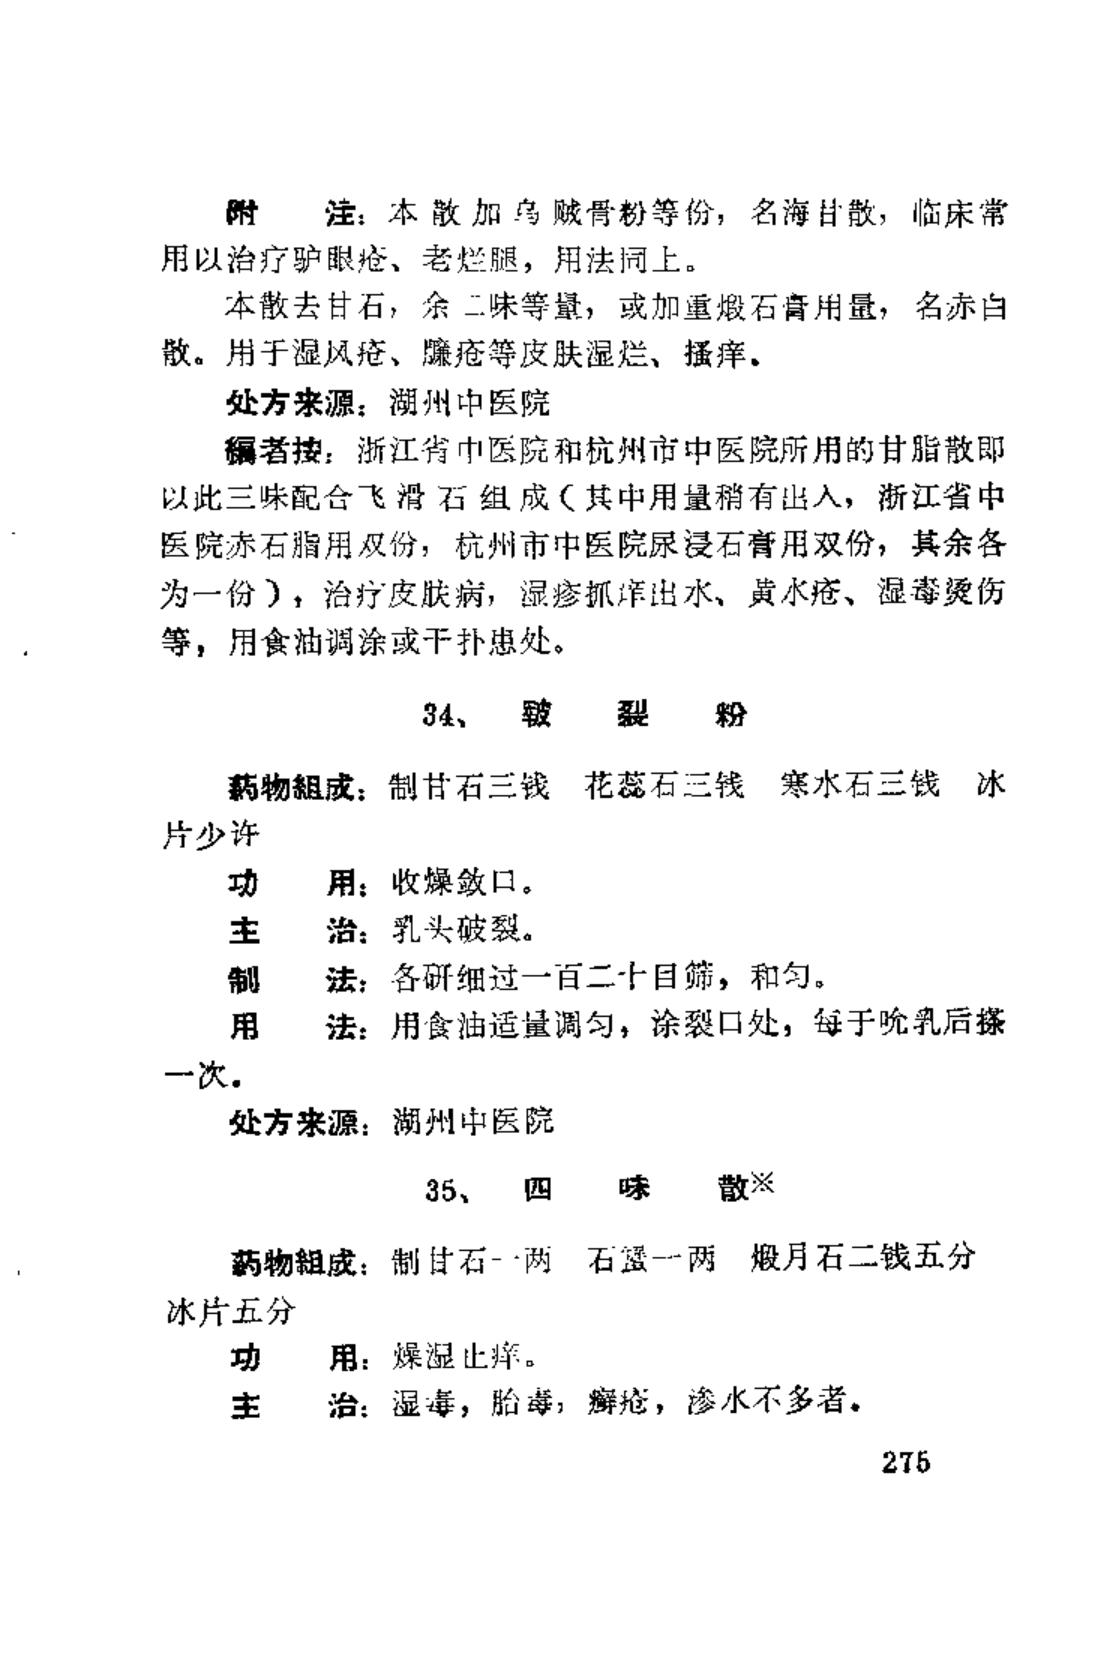 附　　注：本散加乌贼骨粉等份，名海甘散，临床常
用以治疗驴眼疮、老烂腿，用法同上。
本散去甘石，余二味等量，或加重煅石膏用量，名赤白
散。用于湿风疮、臁疮等皮肤湿烂、搔痒。
处方来源：湖州中医院
编者按：浙江省中医院和杭州市中医院所用的甘脂散即
以此三味配合飞滑石组成（其中用量稍有出入，浙江省中
医院赤石脂用双份，杭州市中医院尿浸石膏用双份，其余各
为一份），治疗皮肤病，湿疹抓痒出水、黄水疮、湿毒烫伤
等，用食油调涂或干扑患处。
34、皲裂粉
药物组成：制甘石三钱　花蕊石三钱　寒水石三钱　冰
片少许
功　　用：收燥敛口。
主　　治：乳头破裂。
制　　法：各研细过一百二十目筛，和匀。
用　　法：用食油适量调匀，涂裂口处，每于吮乳后搽
一次。
处方来源：湖州中医院
35、四味散※
药物组成：制甘石一两　石蟹一两　煅月石二钱五分
冰片五分
功　　用：燥湿止痒。
主　　治：湿毒，胎毒，癣疮，渗水不多者。
275